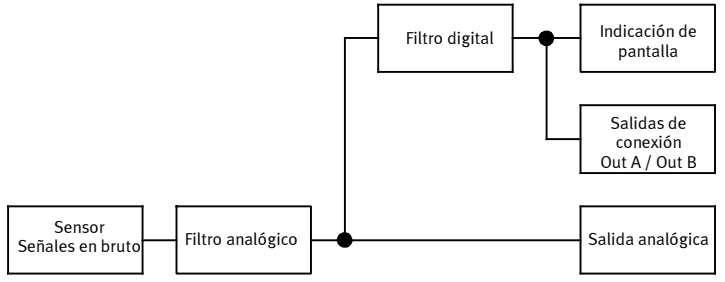 Filtro digital
Indicación de
pantalla
Salidas de
conexión
Out A / Out B
Sensor
Señales en bruto
Filtro analógico
Salida analógica